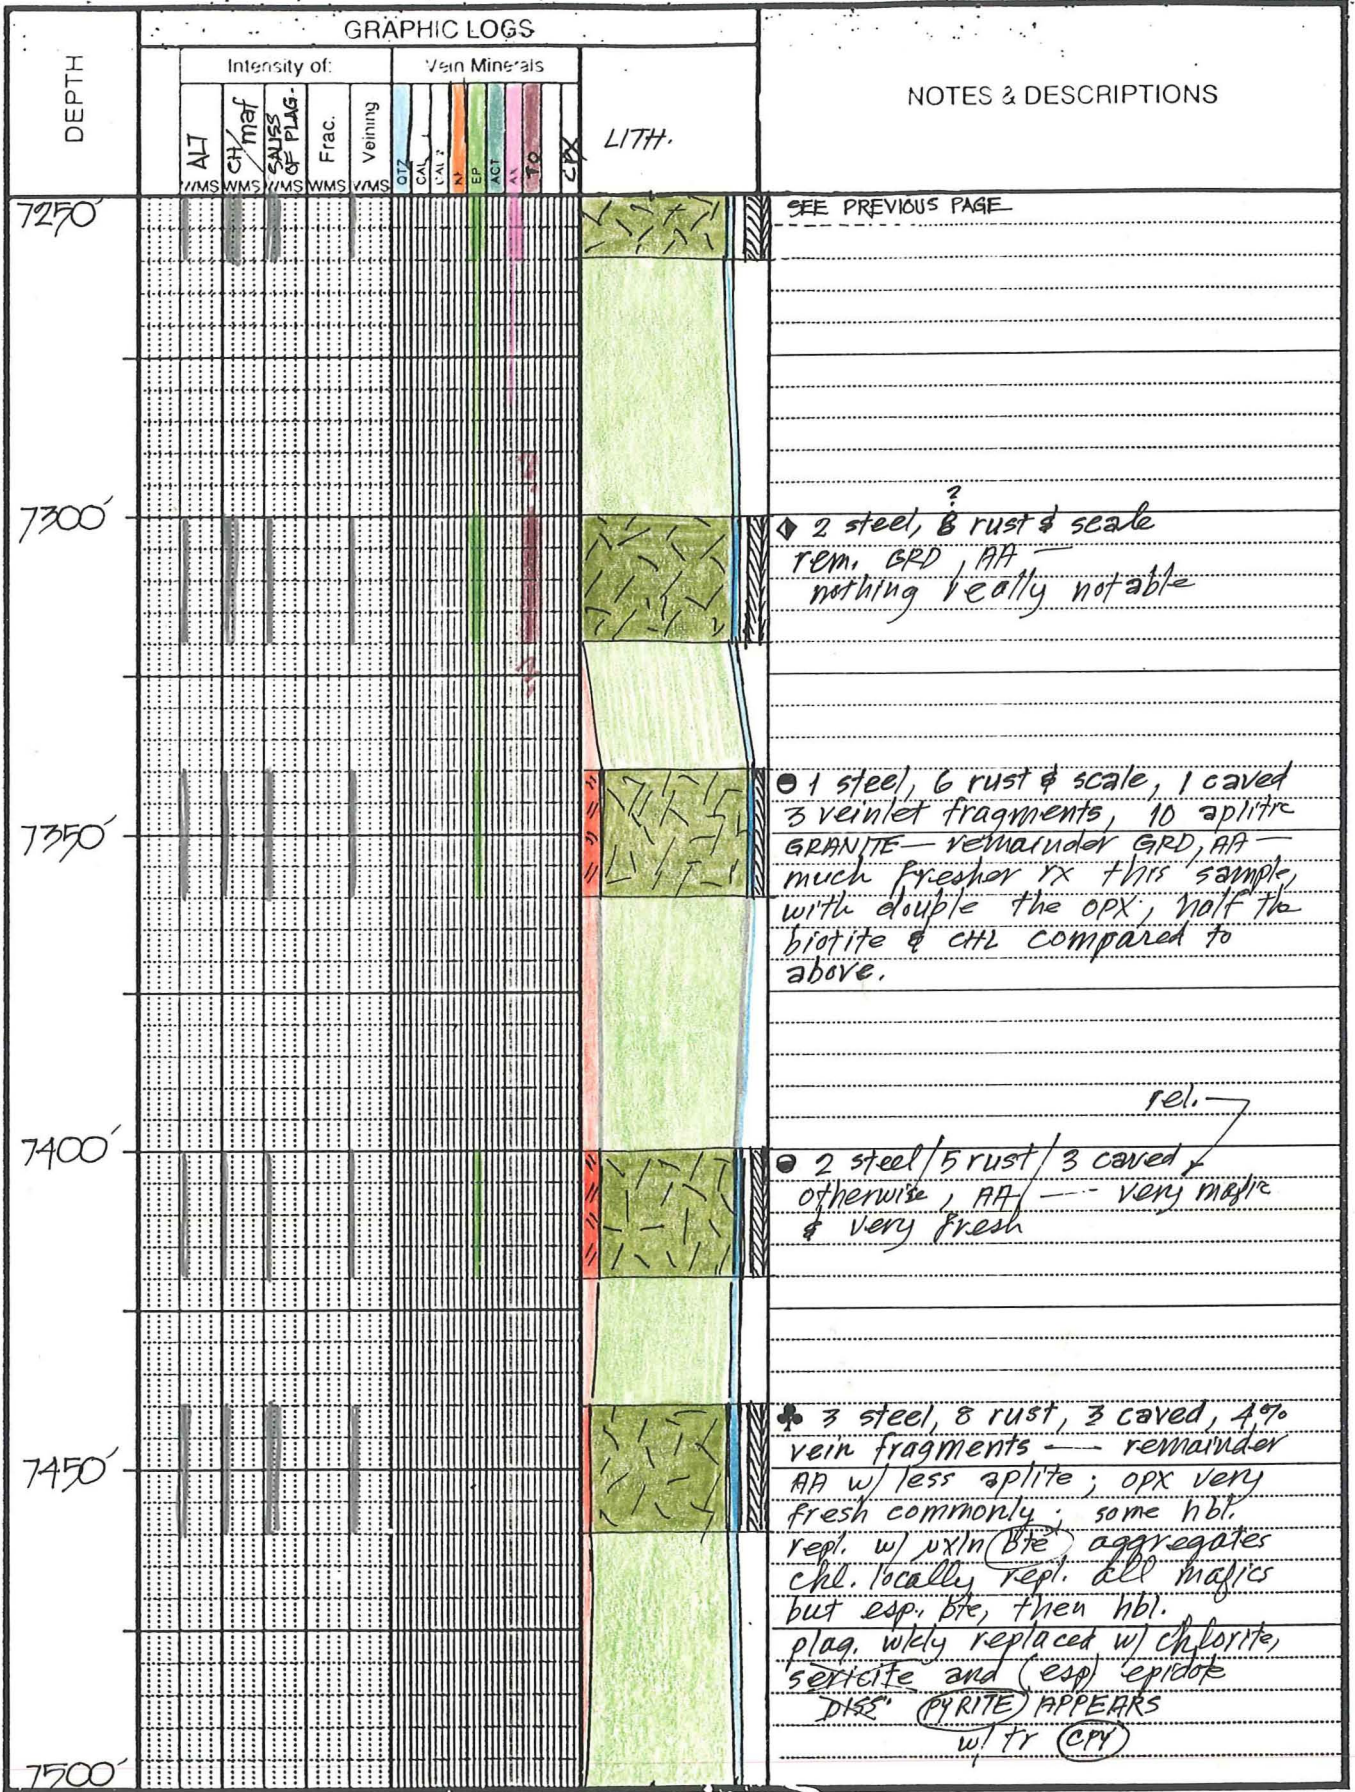 GRAPHIC LOGS
DEPTH
Intensity of:
Vein Minerals
LITH.
NOTES & DESCRIPTIONS
ALT
CH/maf
OF PLAG.
Frac.
Veining
WMS
WMS
WMS
WMS
WMS
QTZ
CAL
EP
ACT
AX
TO
CPX
7250'
SEE PREVIOUS PAGE
7300'
?
2 steel, 8 rust & scale
rem. GRD, AA —
nothing really notable
1 steel, 6 rust & scale, 1 caved
3 veinlet fragments, 10 aplitic
7350'
GRANITE — remainder GRD, AA —
much fresher rx this sample,
with double the OPX, half the
biotite & CHL compared to
above.
rel.
7400'
2 steel/5 rust/3 caved
otherwise, AA — very mafic
& very fresh
3 steel, 8 rust, 3 caved, 4%
vein fragments — remainder
7450'
AA w/ less aplite; OPX very
fresh commonly; some hbl.
repl. w/ uxln Bte aggregates
chl. locally repl. all mafics
but esp. bte, then hbl.
plag. wkly replaced w/ chlorite,
sericite and (esp) epidote
DISS. PYRITE APPEARS
w/ tr CPY
7500'